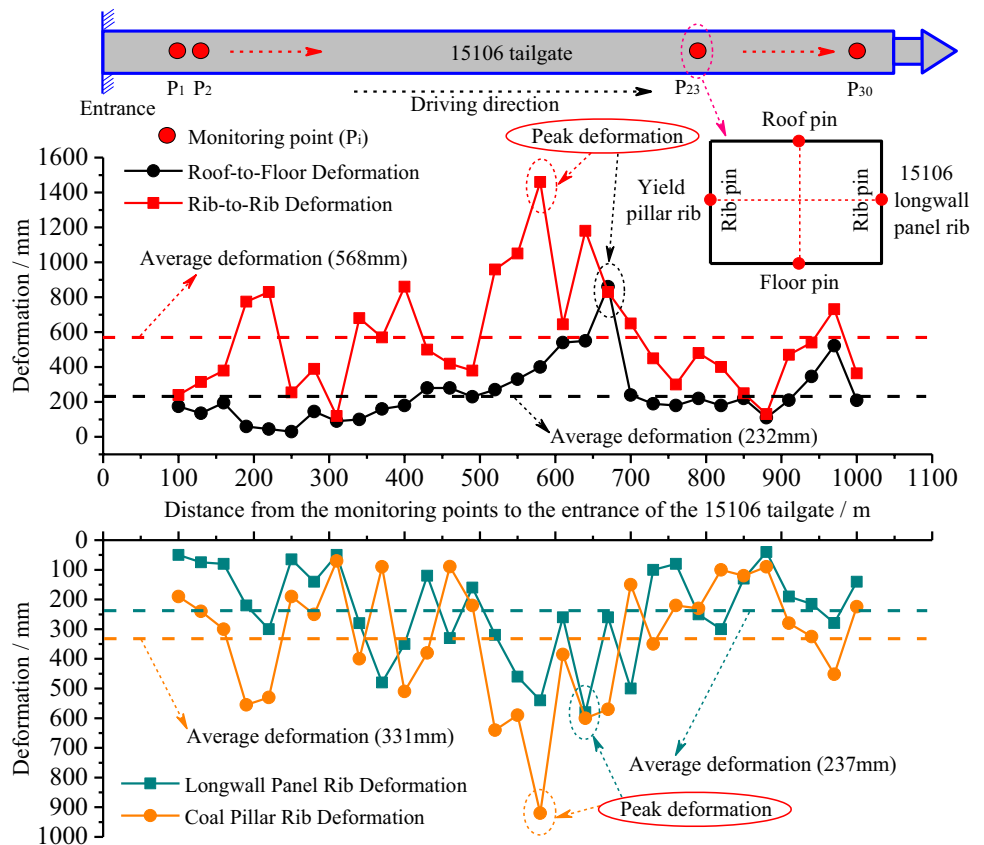 15106 tailgate
P1
P2
P23
P30
Entrance
Driving direction
Monitoring point (Pi)
Roof-to-Floor Deformation
Rib-to-Rib Deformation
Peak deformation
Roof pin
Yield
pillar rib
Rib pin
Rib pin
15106
longwall
panel rib
Floor pin
Average deformation (568mm)
Average deformation (232mm)
Deformation / mm
1600
1400
1200
1000
800
600
400
200
0
0 100 200 300 400 500 600 700 800 900 1000 1100
Distance from the monitoring points to the entrance of the 15106 tailgate / m
Deformation / mm
0
100
200
300
400
500
600
700
800
900
1000
Average deformation (331mm)
Average deformation (237mm)
Longwall Panel Rib Deformation
Coal Pillar Rib Deformation
Peak deformation